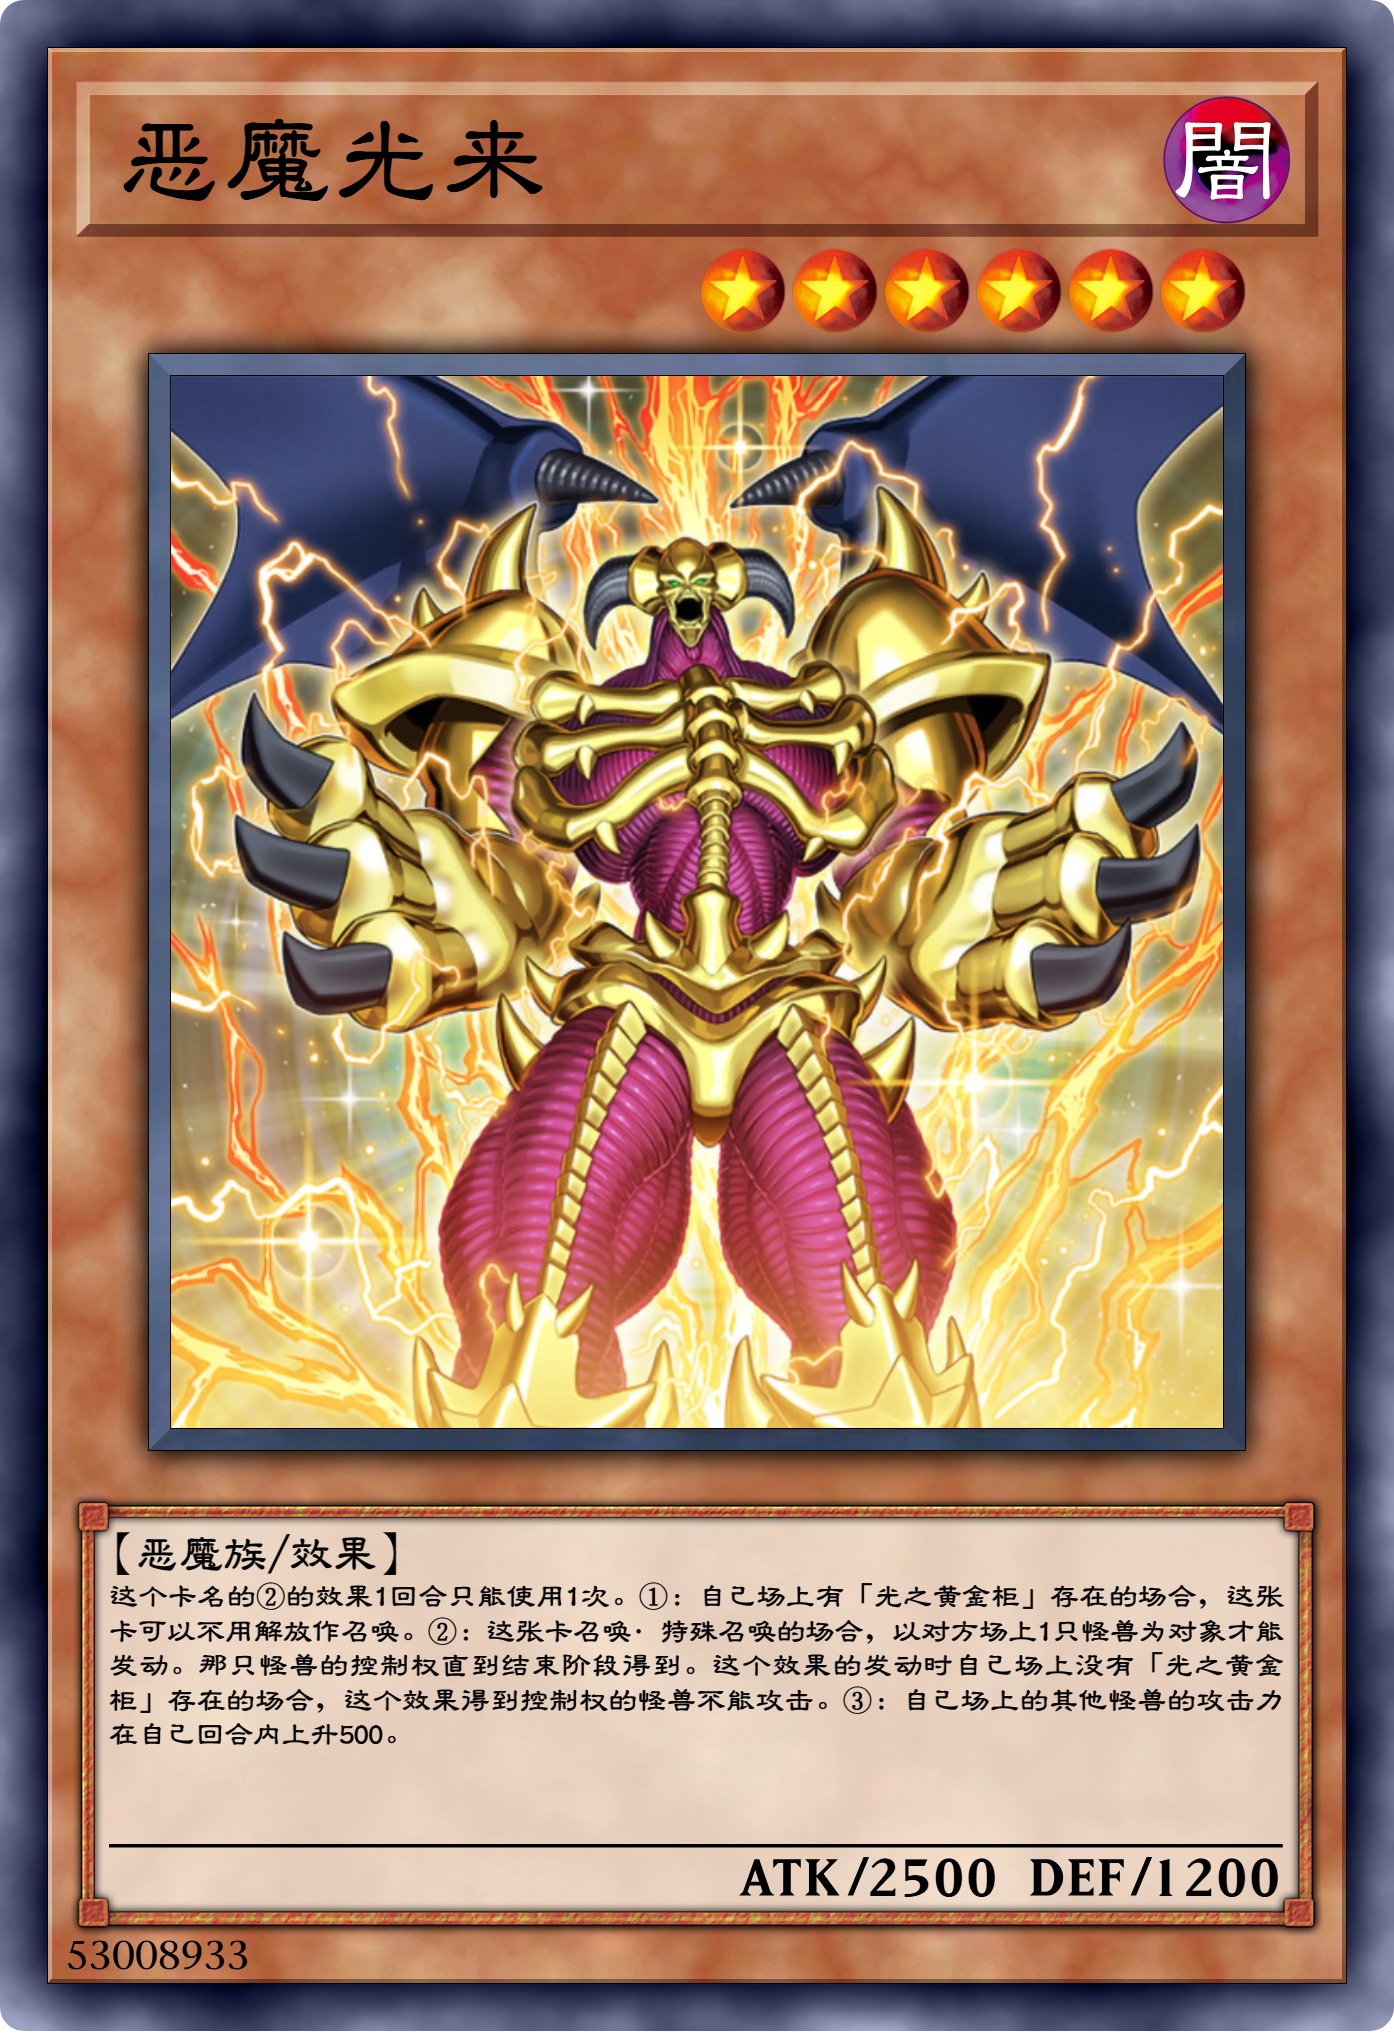 恶魔光来
闇
【恶魔族/效果】
这个卡名的②的效果1回合只能使用1次。①：自己场上有「光之黄金柜」存在的场合，这张
卡可以不用解放作召唤。②：这张卡召唤·特殊召唤的场合，以对方场上1只怪兽为对象才能
发动。那只怪兽的控制权直到结束阶段得到。这个效果的发动时自己场上没有「光之黄金
柜」存在的场合，这个效果得到控制权的怪兽不能攻击。③：自己场上的其他怪兽的攻击力
在自己回合内上升500。
ATK/2500 DEF/1200
53008933